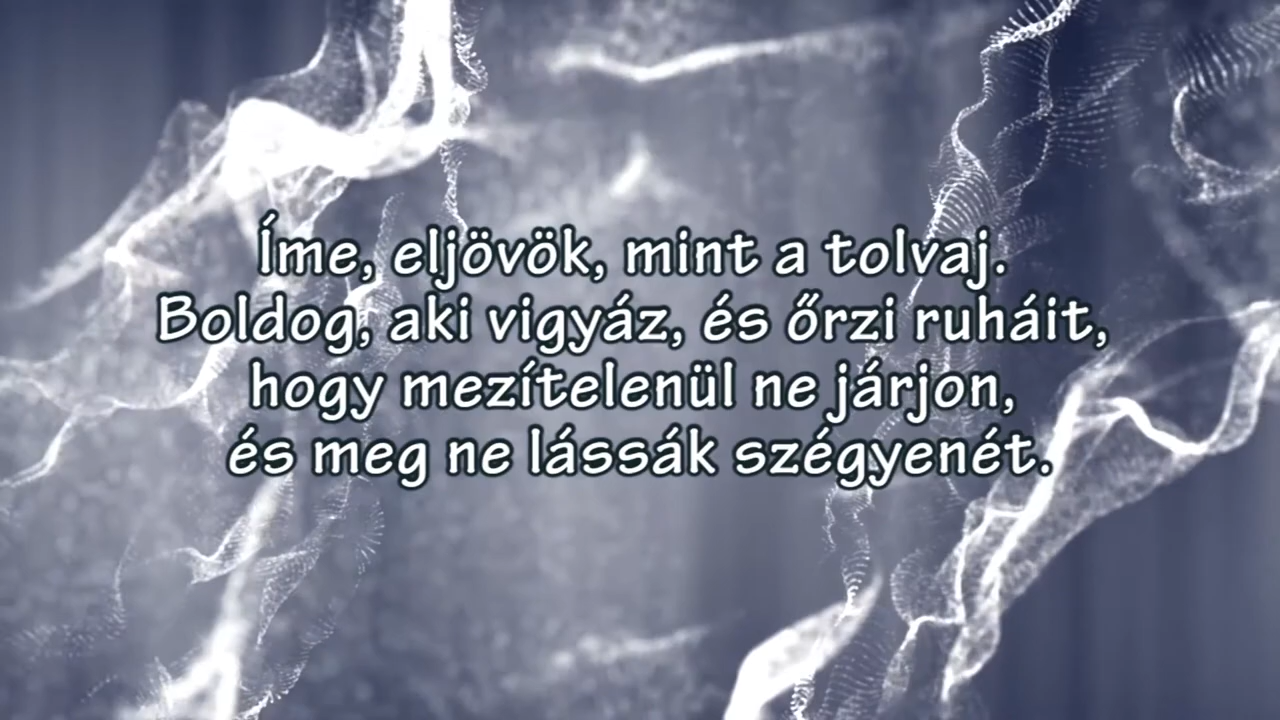 Íme, eljövök, mint a tolvaj.
Boldog, aki vigyáz, és őrzi ruháit,
hogy mezítelenül ne járjon,
és meg ne lássák szégyenét.